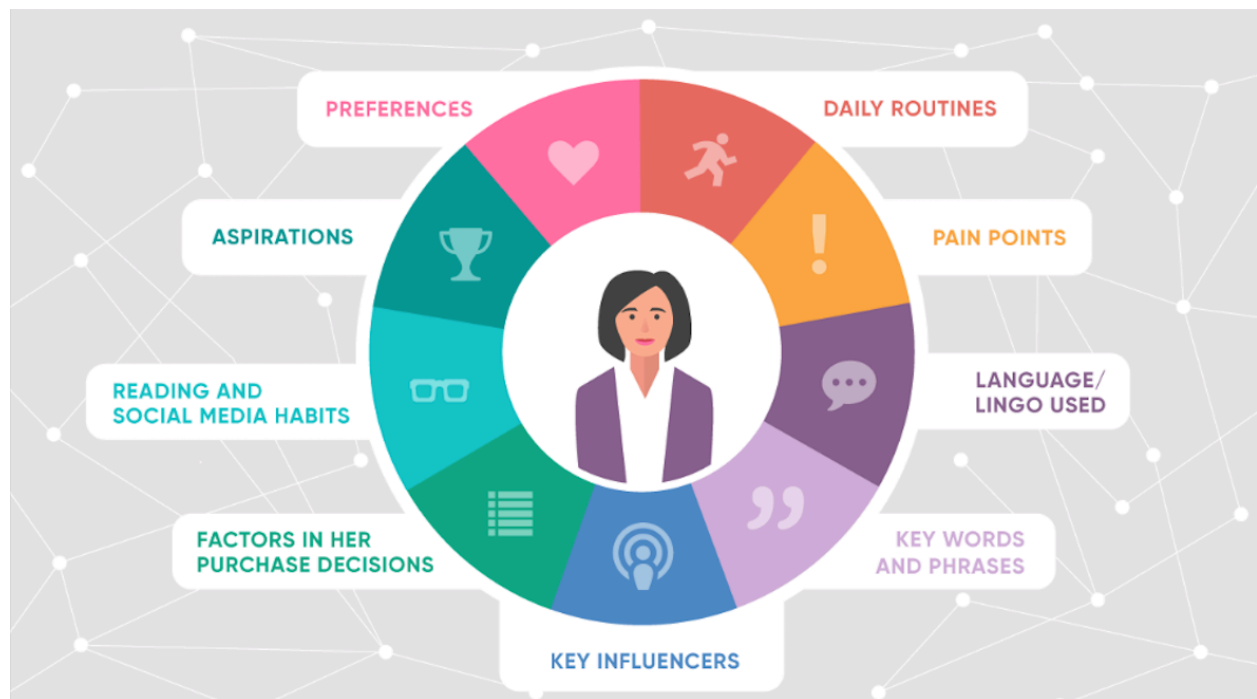 PREFERENCES
DAILY ROUTINES
ASPIRATIONS
PAIN POINTS
READING AND
SOCIAL MEDIA HABITS
LANGUAGE/
LINGO USED
FACTORS IN HER
PURCHASE DECISIONS
KEY WORDS
AND PHRASES
KEY INFLUENCERS